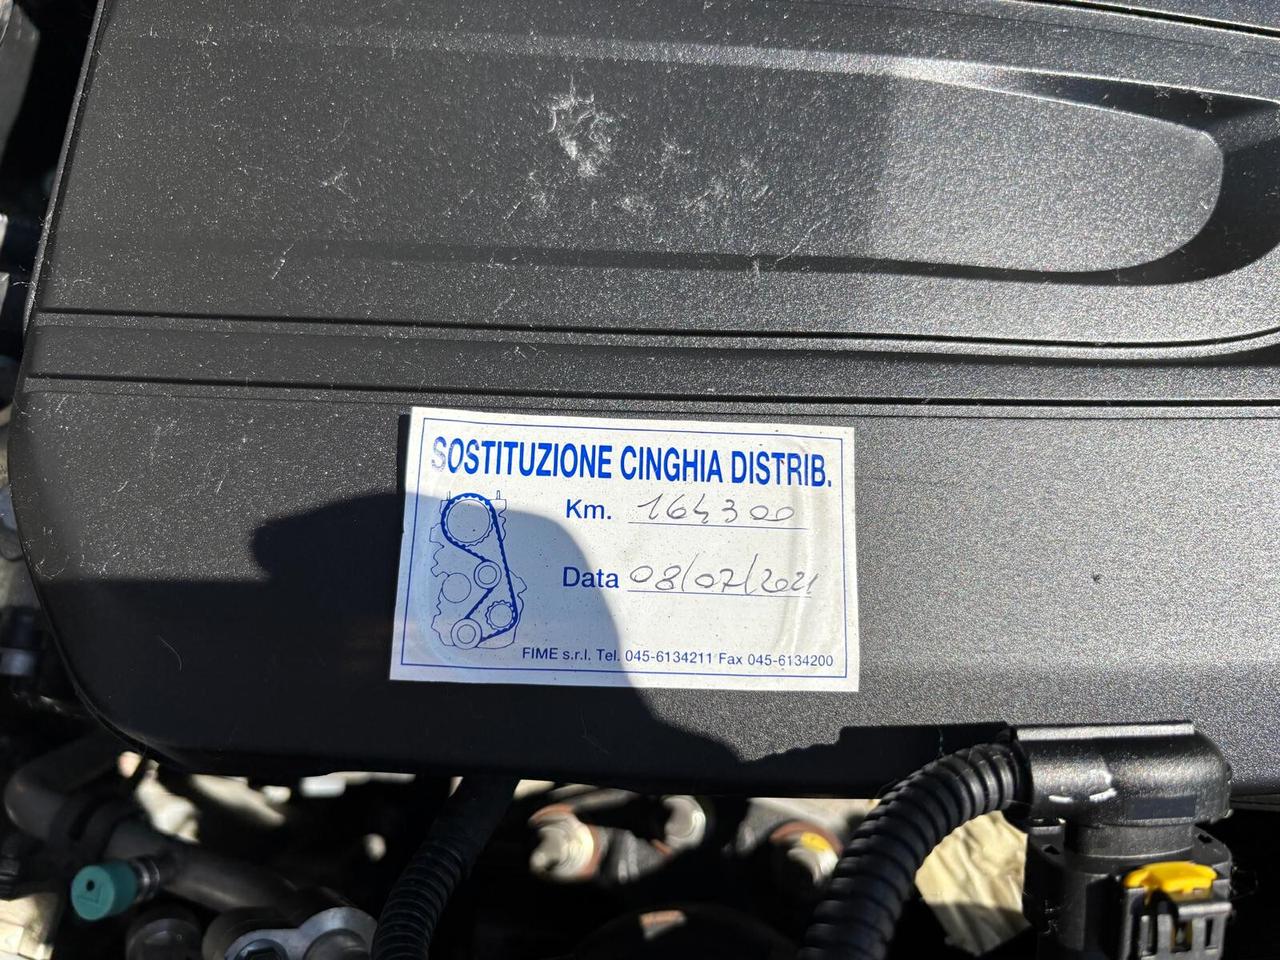 SOSTITUZIONE CINGHIA DISTRIB.
Km. 164300
Data 08/07/2021
FIME s.r.l. Tel. 045-6134211 Fax 045-6134200